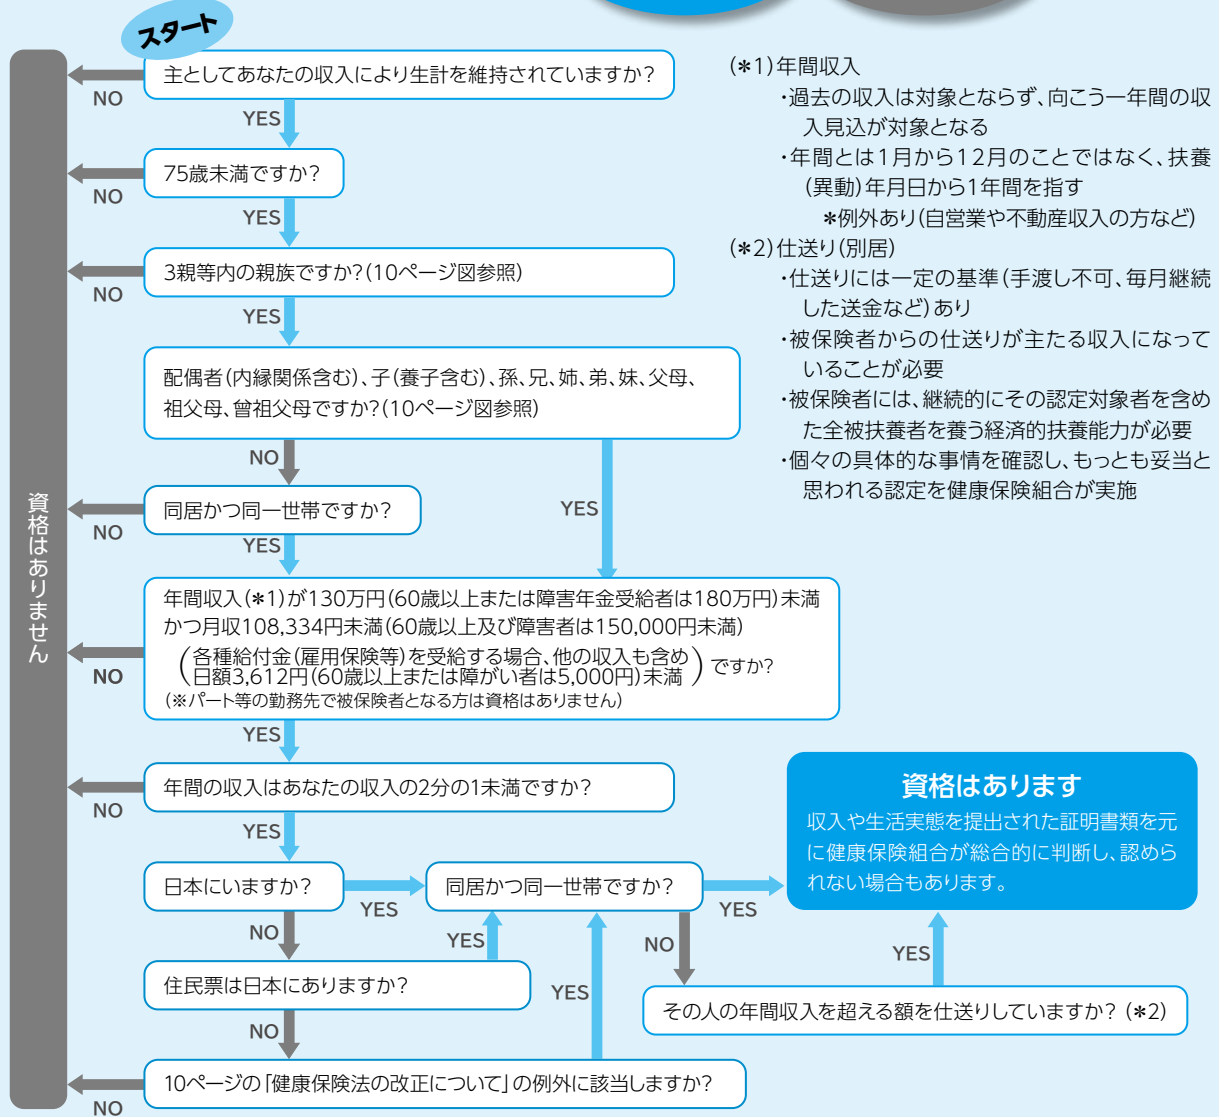 スタート
主としてあなたの収入により生計を維持されていますか?
NO
YES
75歳未満ですか?
NO
YES
3親等内の親族ですか?(10ページ図参照)
NO
YES
配偶者(内縁関係含む)、子(養子含む)、孫、兄、姉、弟、妹、父母、
祖父母、曾祖父母ですか?(10ページ図参照)
NO
YES
同居かつ同一世帯ですか?
NO
YES
年間収入(*1)が130万円(60歳以上または障害年金受給者は180万円)未満
かつ月収108,334円未満(60歳以上及び障害者は150,000円未満)
(各種給付金(雇用保険等)を受給する場合、他の収入も含め
日額3,612円(60歳以上または障がい者は5,000円)未満)ですか?
(※パート等の勤務先で被保険者となる方は資格はありません)
NO
YES
年間の収入はあなたの収入の2分の1未満ですか?
NO
YES
日本にいますか?
YES
同居かつ同一世帯ですか?
YES
NO
YES
NO
住民票は日本にありますか?
YES
NO
その人の年間収入を超える額を仕送りしていますか? (*2)
YES
10ページの「健康保険法の改正について」の例外に該当しますか?
NO
資格はありません
資格はあります
収入や生活実態を提出された証明書類を元
に健康保険組合が総合的に判断し、認めら
れない場合もあります。
(*1)年間収入
・過去の収入は対象とならず、向こう一年間の収
入見込が対象となる
・年間とは1月から12月のことではなく、扶養
(異動)年月日から1年間を指す
*例外あり(自営業や不動産収入の方など)
(*2)仕送り(別居)
・仕送りには一定の基準(手渡し不可、毎月継続
した送金など)あり
・被保険者からの仕送りが主たる収入になって
いることが必要
・被保険者には、継続的にその認定対象者を含め
た全被扶養者を養う経済的扶養能力が必要
・個々の具体的な事情を確認し、もっとも妥当と
思われる認定を健康保険組合が実施